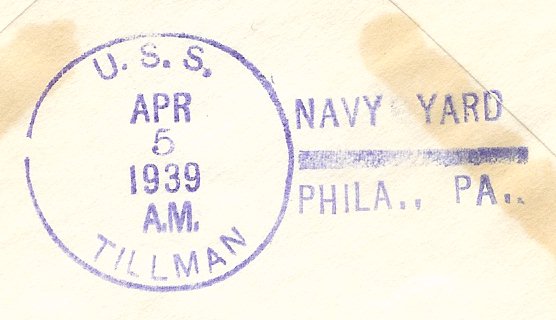 U. S. S.
APR
5
1939
A.M.
TILLMAN
NAVY YARD
PHILA., PA..